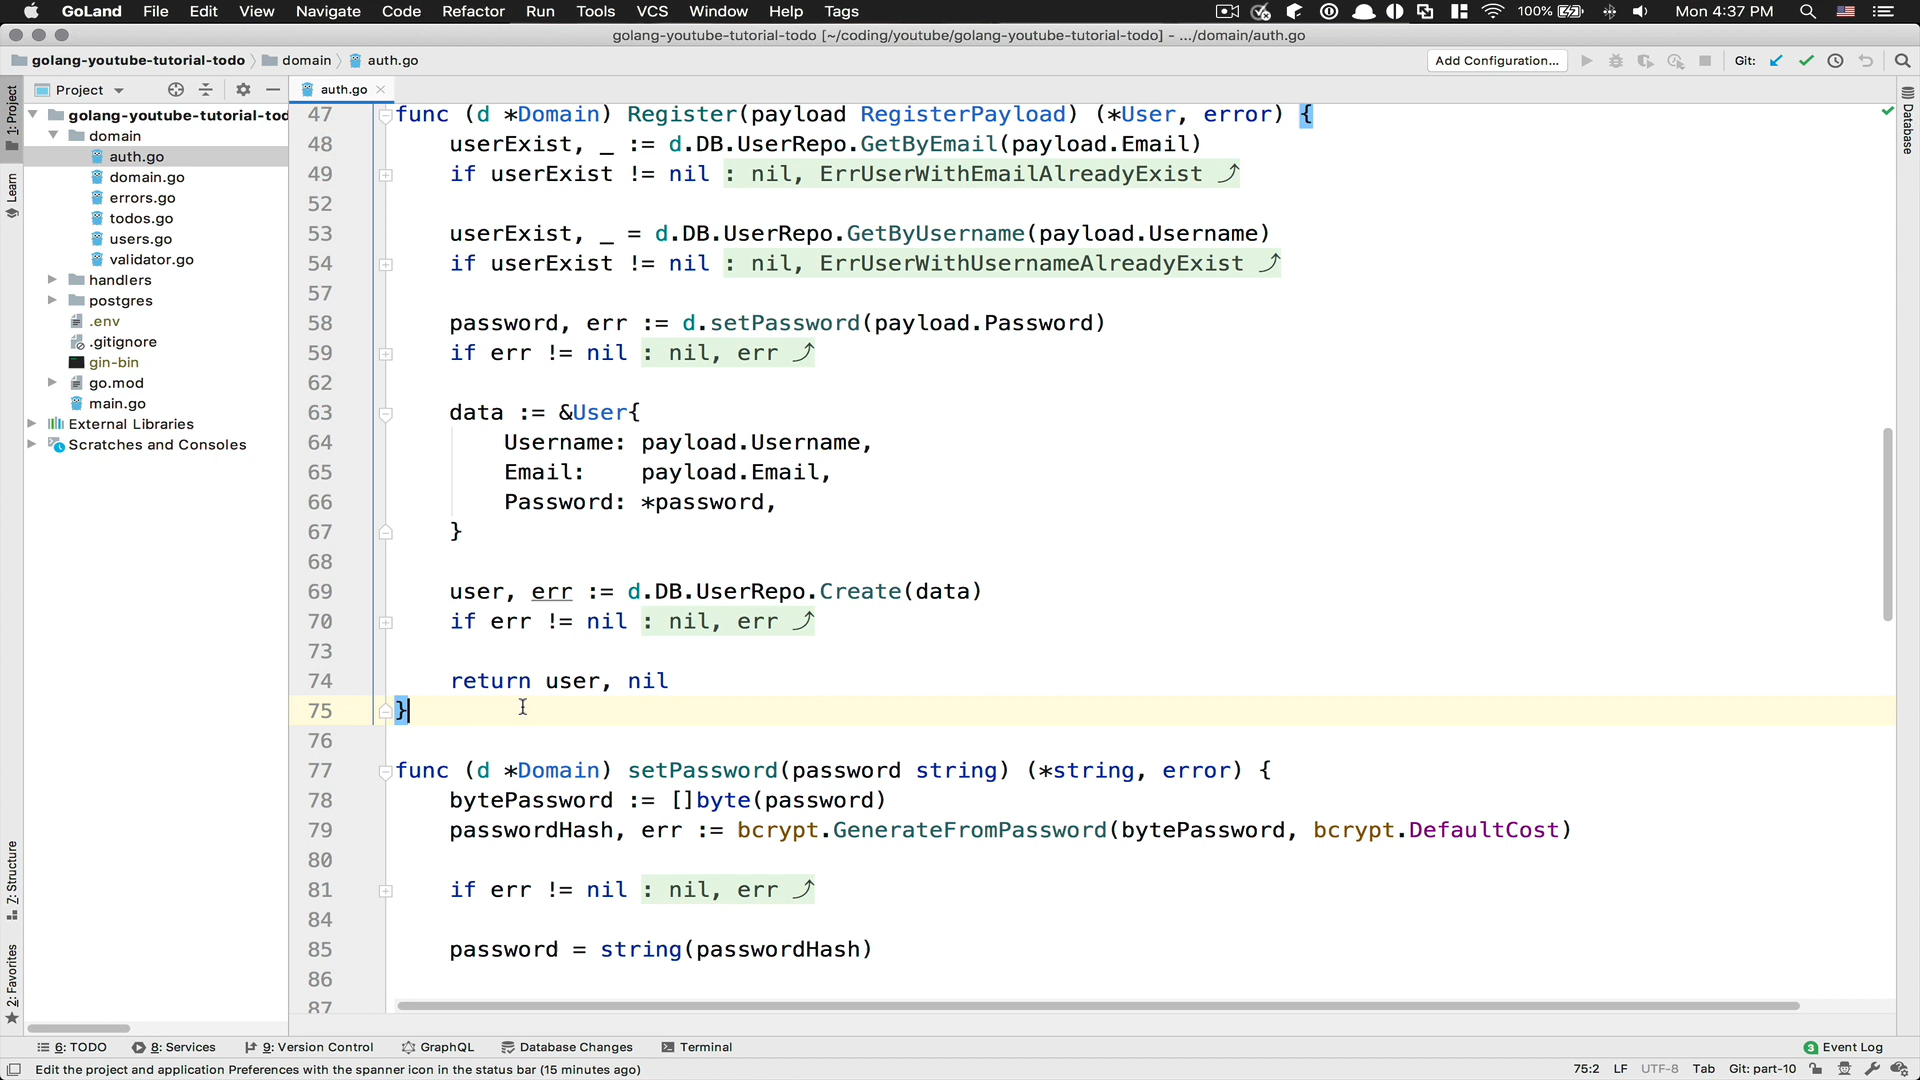 GoLand File Edit View Navigate Code Refactor Run Tools VCS Window Help Tags 100% Mon 4:37 PM
golang-youtube-tutorial-todo [~/coding/youtube/golang-youtube-tutorial-todo] - .../domain/auth.go
golang-youtube-tutorial-todo domain auth.go Add Configuration... Git:
1: Project
Learn
Z: Structure
2: Favorites
Database
Project
golang-youtube-tutorial-tod
domain
auth.go
domain.go
errors.go
todos.go
users.go
validator.go
handlers
postgres
.env
.gitignore
gin-bin
go.mod
main.go
External Libraries
Scratches and Consoles
auth.go
47 func (d *Domain) Register(payload RegisterPayload) (*User, error) {
48 userExist, _ := d.DB.UserRepo.GetByEmail(payload.Email)
49 if userExist != nil : nil, ErrUserWithEmailAlreadyExist
52
53 userExist, _ = d.DB.UserRepo.GetByUsername(payload.Username)
54 if userExist != nil : nil, ErrUserWithUsernameAlreadyExist
57
58 password, err := d.setPassword(payload.Password)
59 if err != nil : nil, err
62
63 data := &User{
64 Username: payload.Username,
65 Email: payload.Email,
66 Password: *password,
67 }
68
69 user, err := d.DB.UserRepo.Create(data)
70 if err != nil : nil, err
73
74 return user, nil
75 }
76
77 func (d *Domain) setPassword(password string) (*string, error) {
78 bytePassword := []byte(password)
79 passwordHash, err := bcrypt.GenerateFromPassword(bytePassword, bcrypt.DefaultCost)
80
81 if err != nil : nil, err
84
85 password = string(passwordHash)
86
87
6: TODO 8: Services 9: Version Control GraphQL Database Changes Terminal 3 Event Log
Edit the project and application Preferences with the spanner icon in the status bar (15 minutes ago) 75:2 LF UTF-8 Tab Git: part-10